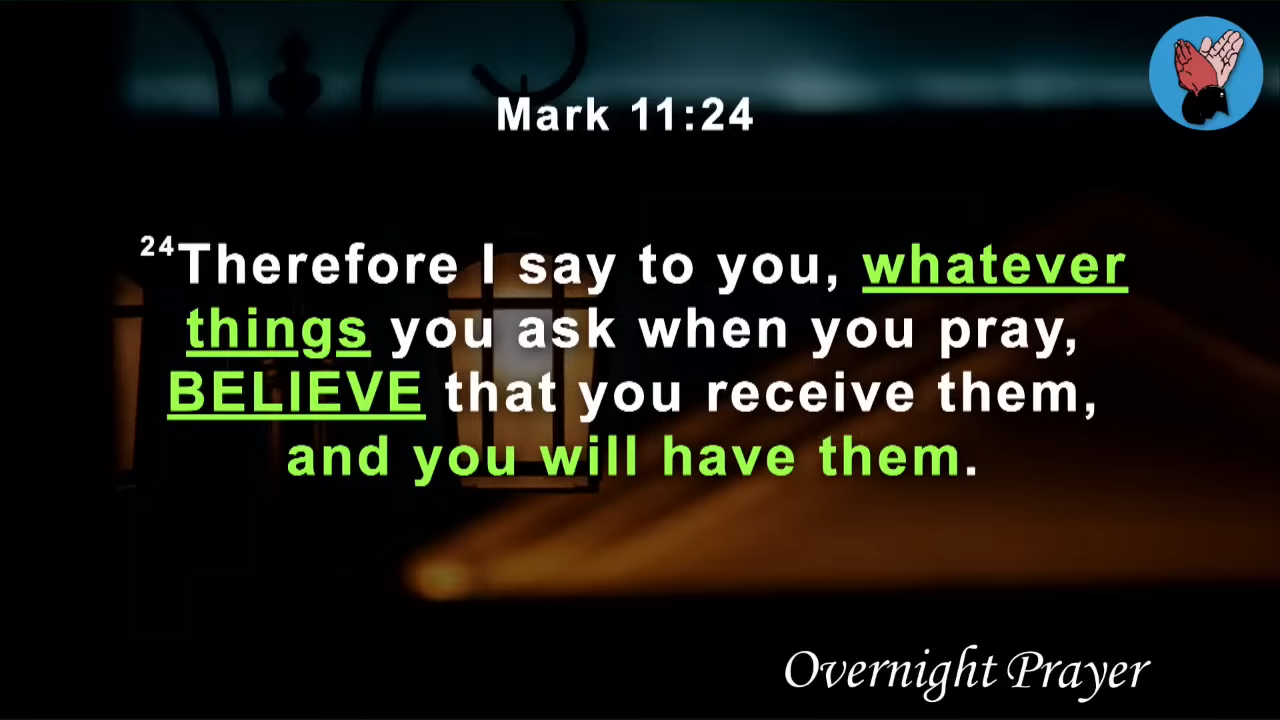 Mark 11:24
24Therefore I say to you, whatever
things you ask when you pray,
BELIEVE that you receive them,
and you will have them.
Overnight Prayer